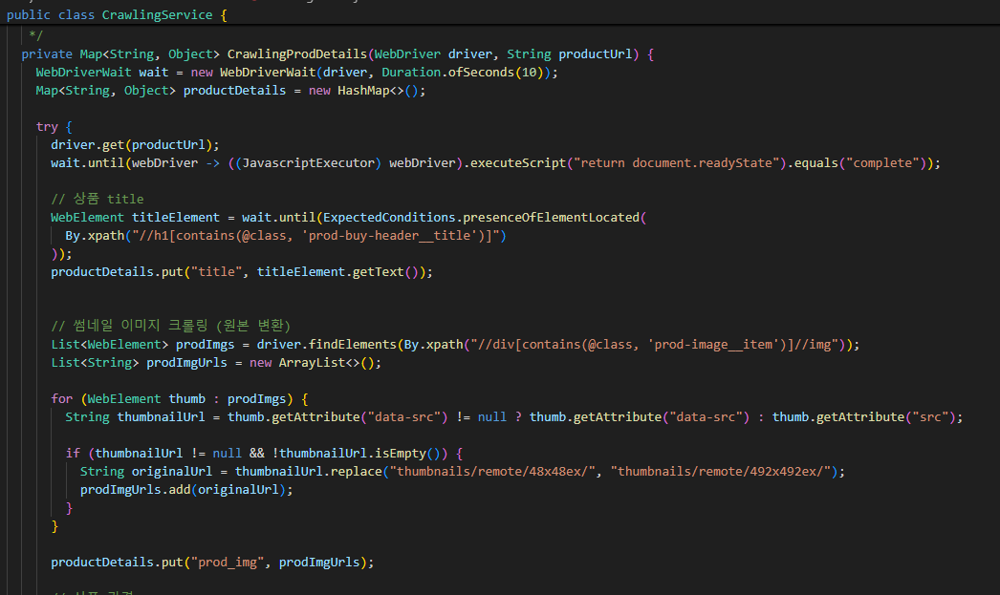 public class CrawlingService {
*/
private Map<String, Object> CrawlingProdDetails(WebDriver driver, String productUrl) {
WebDriverWait wait = new WebDriverWait(driver, Duration.ofSeconds(10));
Map<String, Object> productDetails = new HashMap<>();
try {
driver.get(productUrl);
wait.until(webDriver -> ((JavascriptExecutor) webDriver).executeScript("return document.readyState").equals("complete"));
// 상품 title
WebElement titleElement = wait.until(ExpectedConditions.presenceOfElementLocated(
By.xpath("//h1[contains(@class, 'prod-buy-header__title')]")
));
productDetails.put("title", titleElement.getText());
// 썸네일 이미지 크롤링 (원본 변환)
List<WebElement> prodImgs = driver.findElements(By.xpath("//div[contains(@class, 'prod-image__item')]//img"));
List<String> prodImgUrls = new ArrayList<>();
for (WebElement thumb : prodImgs) {
String thumbnailUrl = thumb.getAttribute("data-src") != null ? thumb.getAttribute("data-src") : thumb.getAttribute("src");
if (thumbnailUrl != null && !thumbnailUrl.isEmpty()) {
String originalUrl = thumbnailUrl.replace("thumbnails/remote/48x48ex/", "thumbnails/remote/492x492ex/");
prodImgUrls.add(originalUrl);
}
}
productDetails.put("prod_img", prodImgUrls);